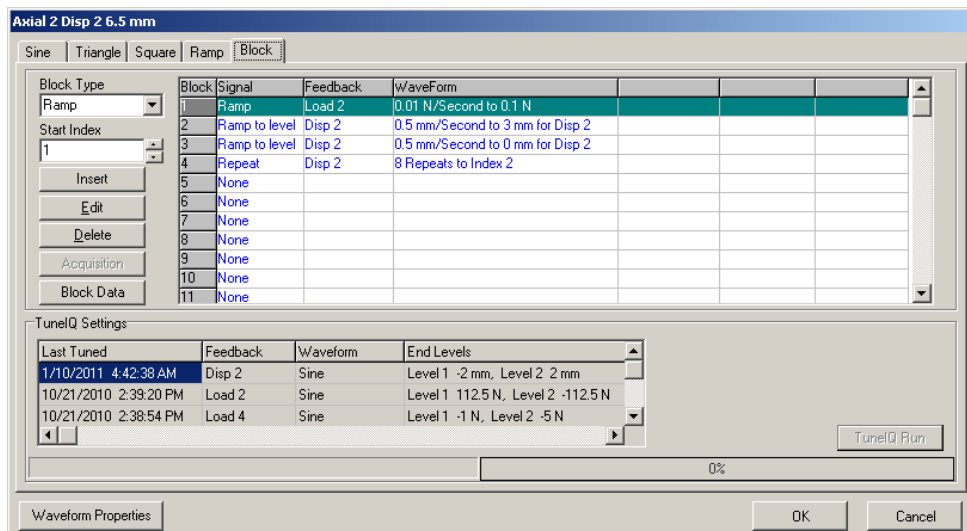 Axial 2 Disp 2 6.5 mm
Sine Triangle Square Ramp Block
Block Type
Ramp
Start Index
1
Insert
Edit
Delete
Acquisition
Block Data
Block Signal Feedback WaveForm
1 Ramp Load 2 0.01 N/Second to 0.1 N
2 Ramp to level Disp 2 0.5 mm/Second to 3 mm for Disp 2
3 Ramp to level Disp 2 0.5 mm/Second to 0 mm for Disp 2
4 Repeat Disp 2 8 Repeats to Index 2
5 None
6 None
7 None
8 None
9 None
10 None
11 None
TuneIQ Settings
Last Tuned Feedback Waveform End Levels
1/10/2011 4:42:38 AM Disp 2 Sine Level 1 -2 mm, Level 2 2 mm
10/21/2010 2:39:20 PM Load 2 Sine Level 1 112.5 N, Level 2 -112.5 N
10/21/2010 2:38:54 PM Load 4 Sine Level 1 -1 N, Level 2 -5 N
TuneIQ Run
0%
Waveform Properties
OK
Cancel